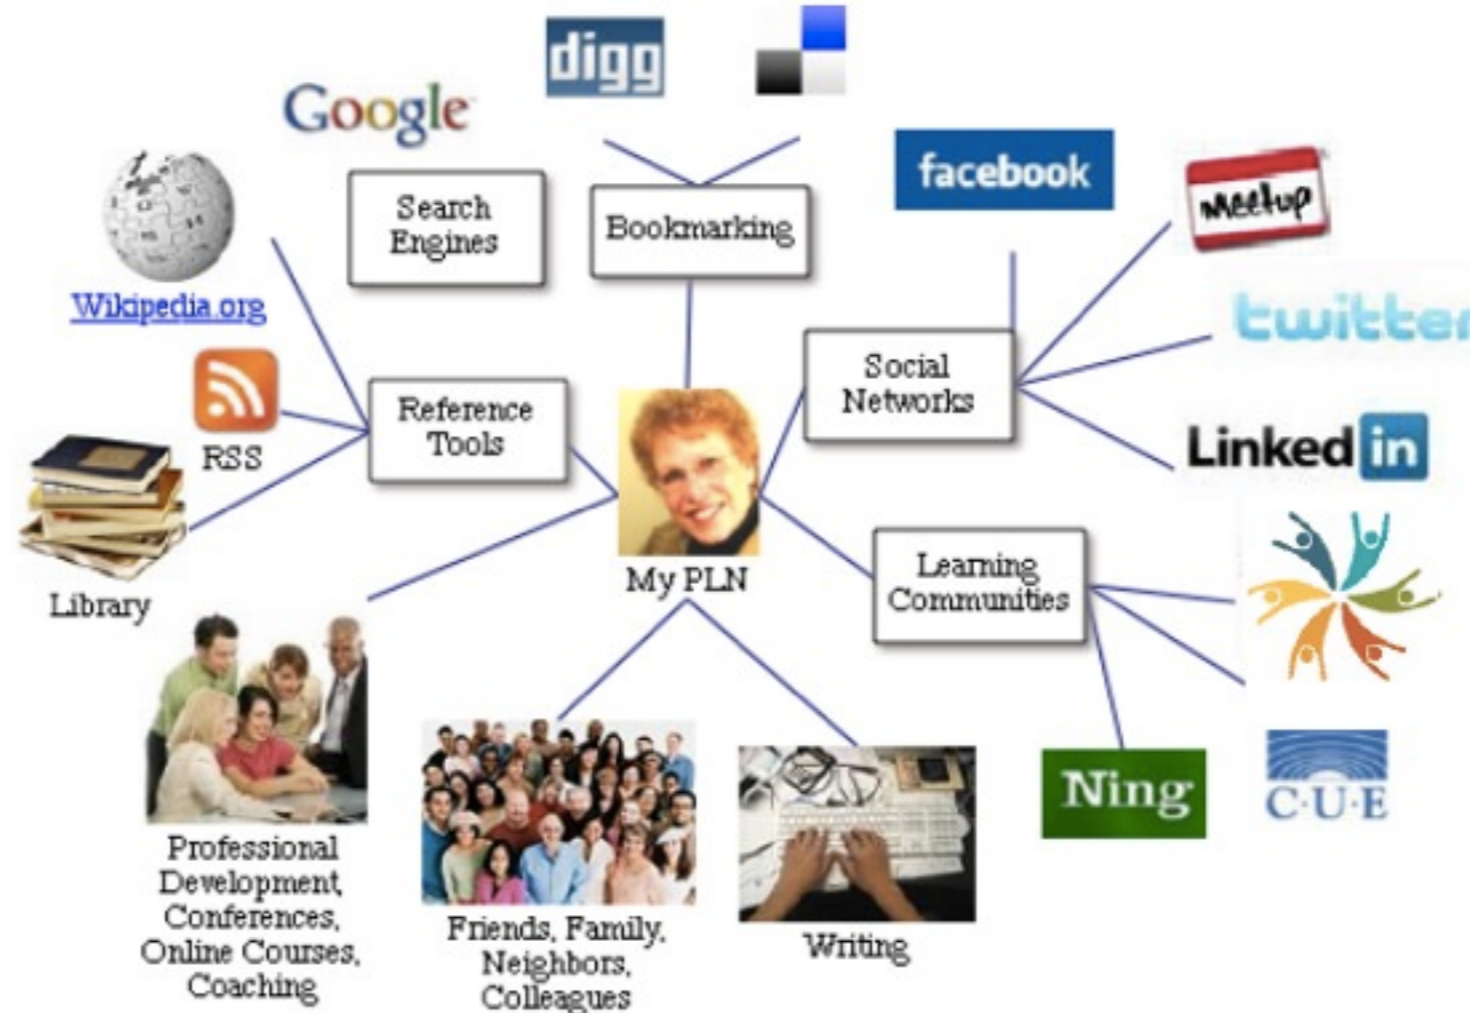 digg
Google
facebook
Meetup
Search
Engines
Bookmarking
Wikipedia.org
twitter
Social
Networks
Reference
Tools
RSS
Linked in
Library
My PLN
Learning
Communities
Ning
C·U·E
Professional
Development,
Conferences,
Online Courses,
Coaching
Friends, Family,
Neighbors,
Colleagues
Writing